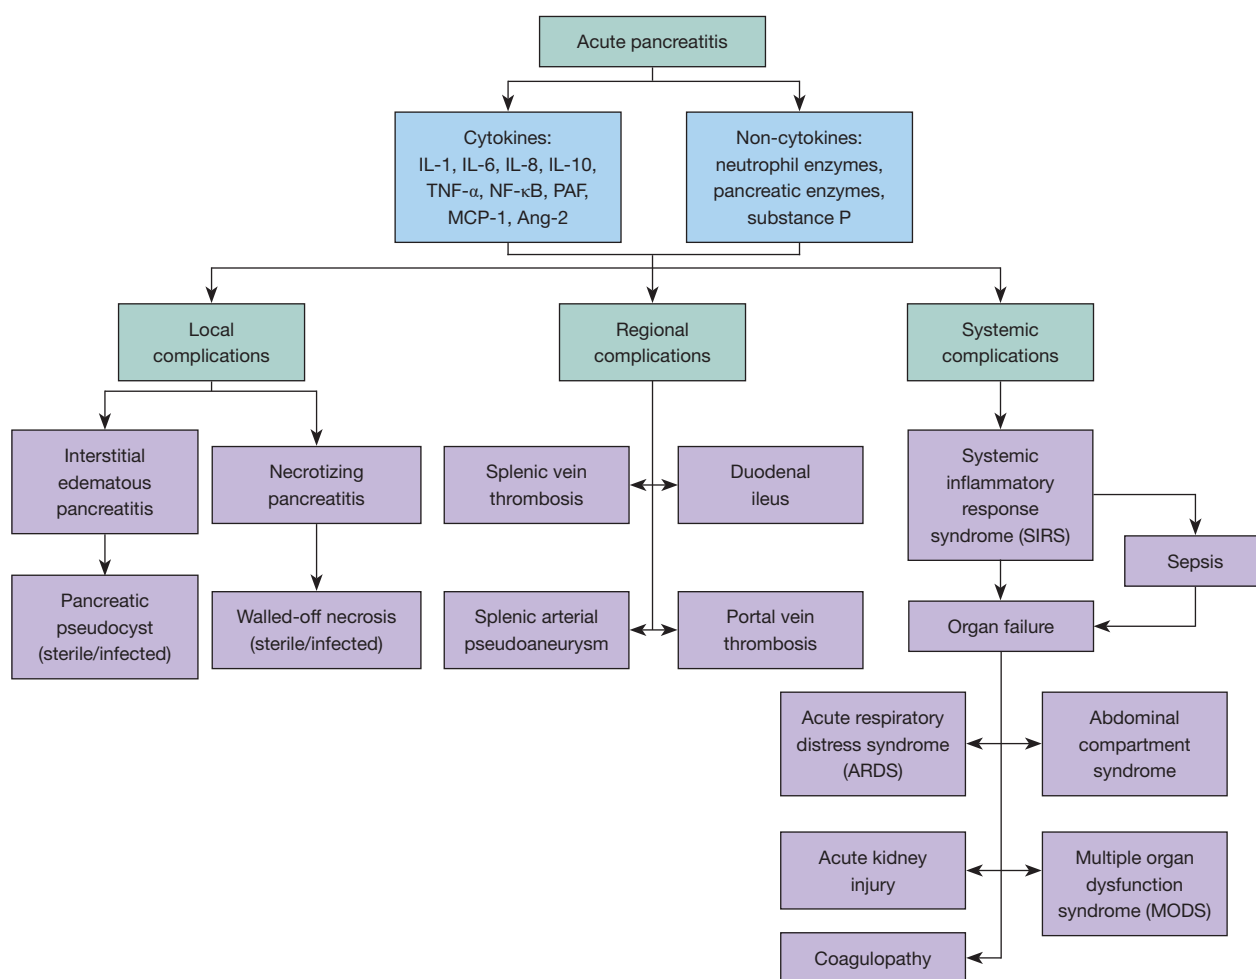 Acute pancreatitis
Cytokines:
IL-1, IL-6, IL-8, IL-10,
TNF-α, NF-κB, PAF,
MCP-1, Ang-2
Non-cytokines:
neutrophil enzymes,
pancreatic enzymes,
substance P
Local
complications
Regional
complications
Systemic
complications
Interstitial
edematous
pancreatitis
Necrotizing
pancreatitis
Splenic vein
thrombosis
Duodenal
ileus
Systemic
inflammatory
response
syndrome (SIRS)
Sepsis
Pancreatic
pseudocyst
(sterile/infected)
Walled-off necrosis
(sterile/infected)
Splenic arterial
pseudoaneurysm
Portal vein
thrombosis
Organ failure
Acute respiratory
distress syndrome
(ARDS)
Abdominal
compartment
syndrome
Acute kidney
injury
Multiple organ
dysfunction
syndrome (MODS)
Coagulopathy